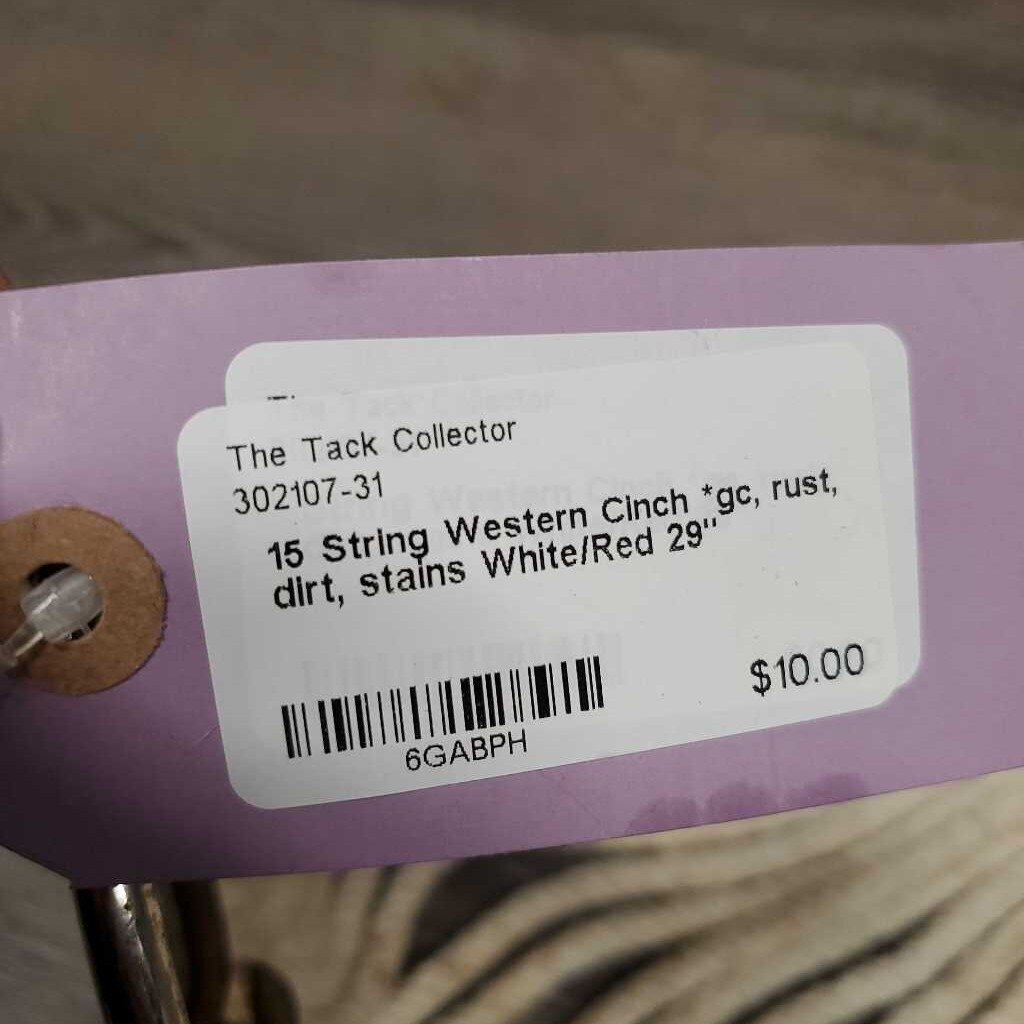 The Tack Collector
302107-31
15 String Western Cinch *gc, rust,
dirt, stains White/Red 29"
$10.00
6GABPH